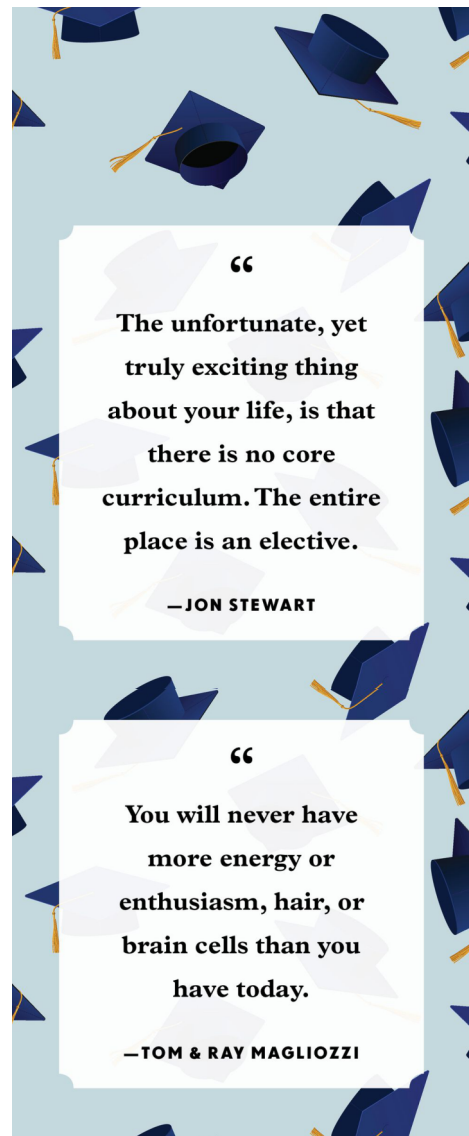 “
The unfortunate, yet
truly exciting thing
about your life, is that
there is no core
curriculum. The entire
place is an elective.
—JON STEWART
“
You will never have
more energy or
enthusiasm, hair, or
brain cells than you
have today.
—TOM & RAY MAGLIOZZI